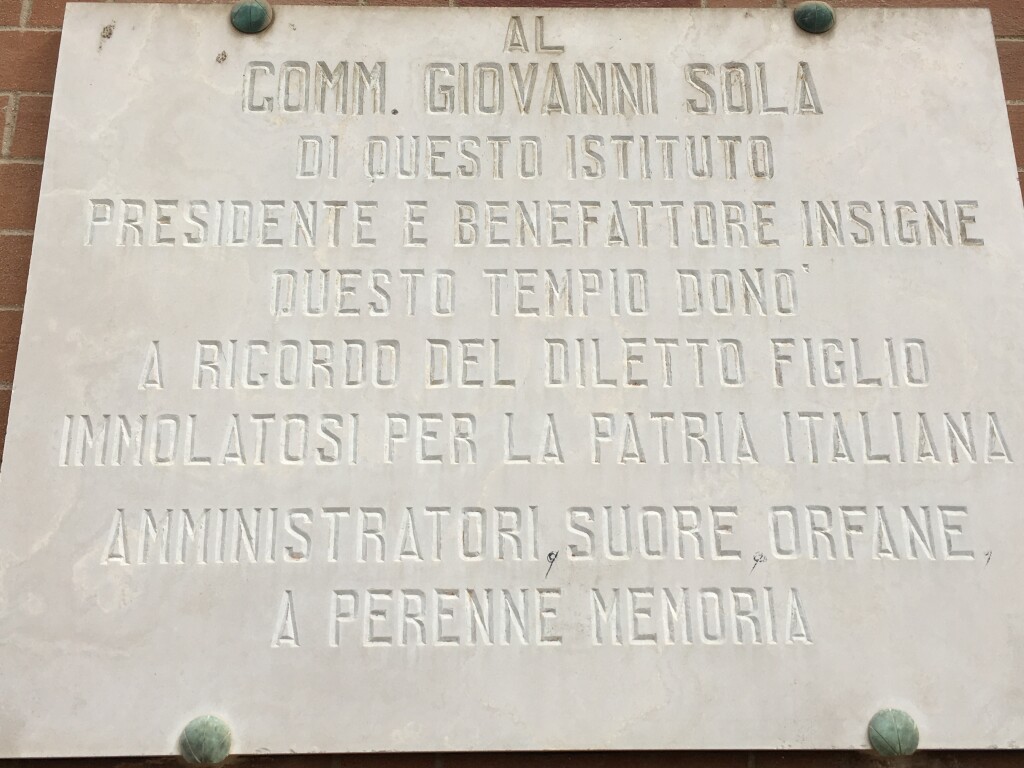 AL
COMM. GIOVANNI SOLA
DI QUESTO ISTITUTO
PRESIDENTE E BENEFATTORE INSIGNE
QUESTO TEMPIO DONO'
A RICORDO DEL DILETTO FIGLIO
IMMOLATOSI PER LA PATRIA ITALIANA
AMMINISTRATORI, SUORE, ORFANE,
A PERENNE MEMORIA